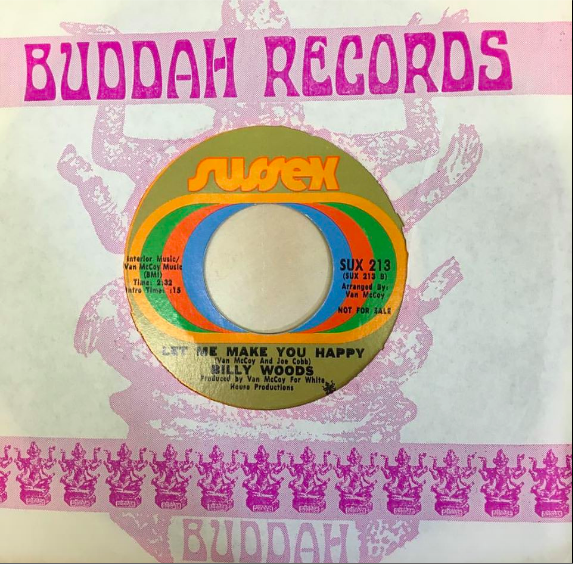 BUDDAH RECORDS
sussex
Interior Music/
Van McCoy Music
(BMI)
Time: 2:32
Intro Time: :15
SUX 213
(SUX 213 B)
Arranged By:
Van McCoy
NOT FOR SALE
LET ME MAKE YOU HAPPY
(Van McCoy And Joe Cobb)
BILLY WOODS
Produced by Van McCoy For White
House Productions
BUDDAH